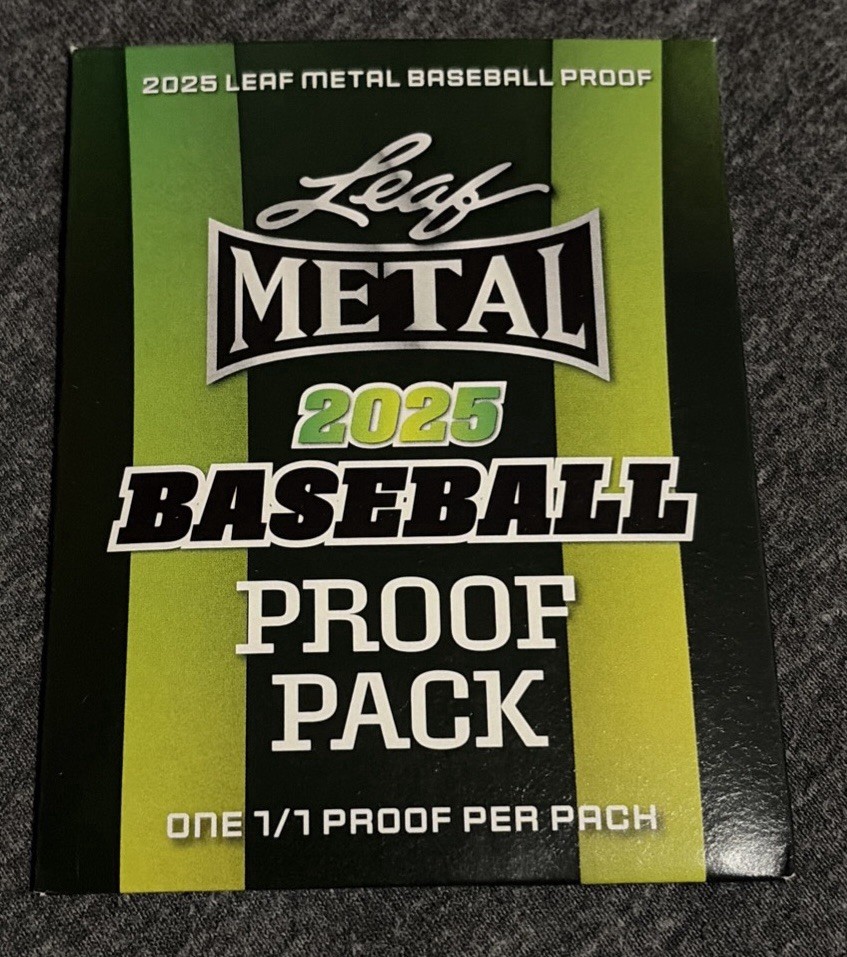 2025 LEAF METAL BASEBALL PROOF
Leaf
METAL
2025
BASEBALL
PROOF
PACK
ONE 1/1 PROOF PER PACK